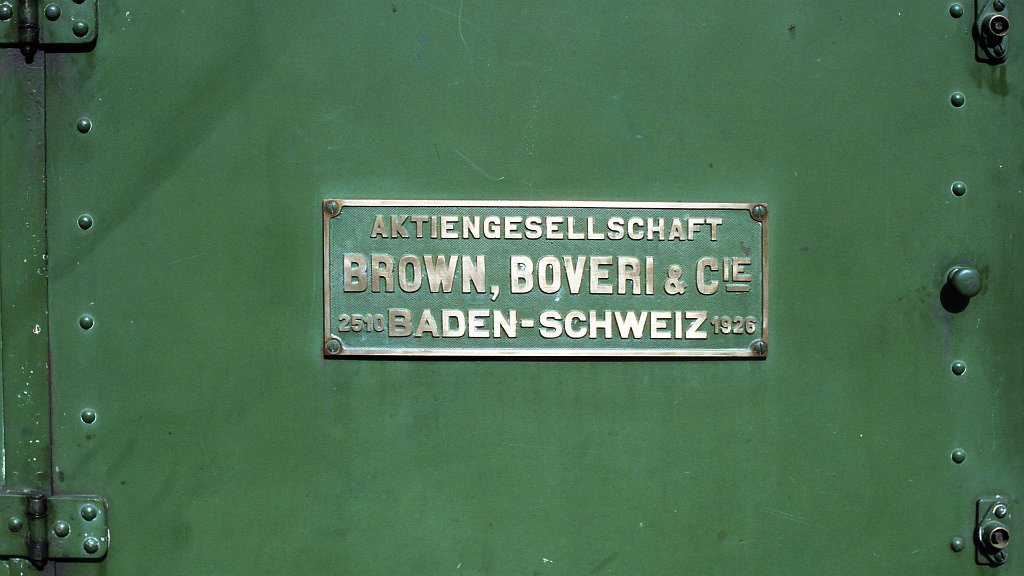 AKTIENGESELLSCHAFT
BROWN, BOVERI & CIE
2510 BADEN-SCHWEIZ 1926